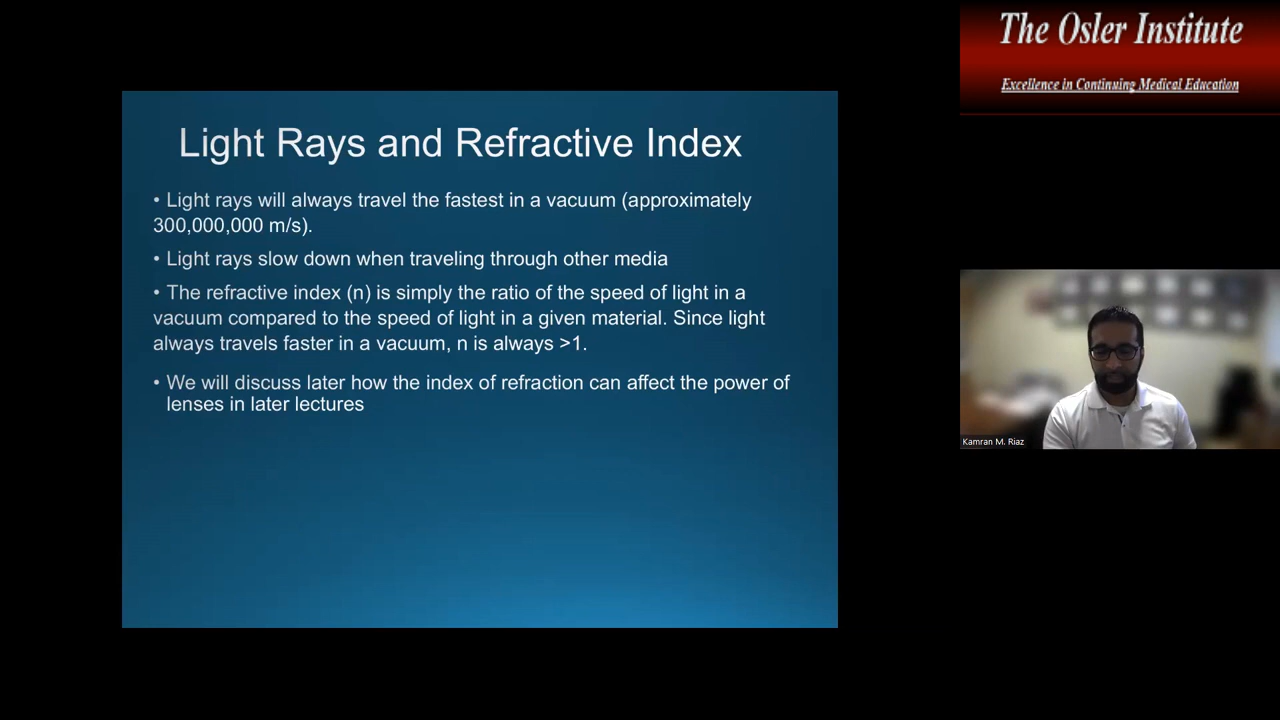 The Osler Institute
Excellence in Continuing Medical Education
Light Rays and Refractive Index
• Light rays will always travel the fastest in a vacuum (approximately
300,000,000 m/s).
• Light rays slow down when traveling through other media
• The refractive index (n) is simply the ratio of the speed of light in a
vacuum compared to the speed of light in a given material. Since light
always travels faster in a vacuum, n is always >1.
• We will discuss later how the index of refraction can affect the power of
lenses in later lectures
Kamran M. Riaz